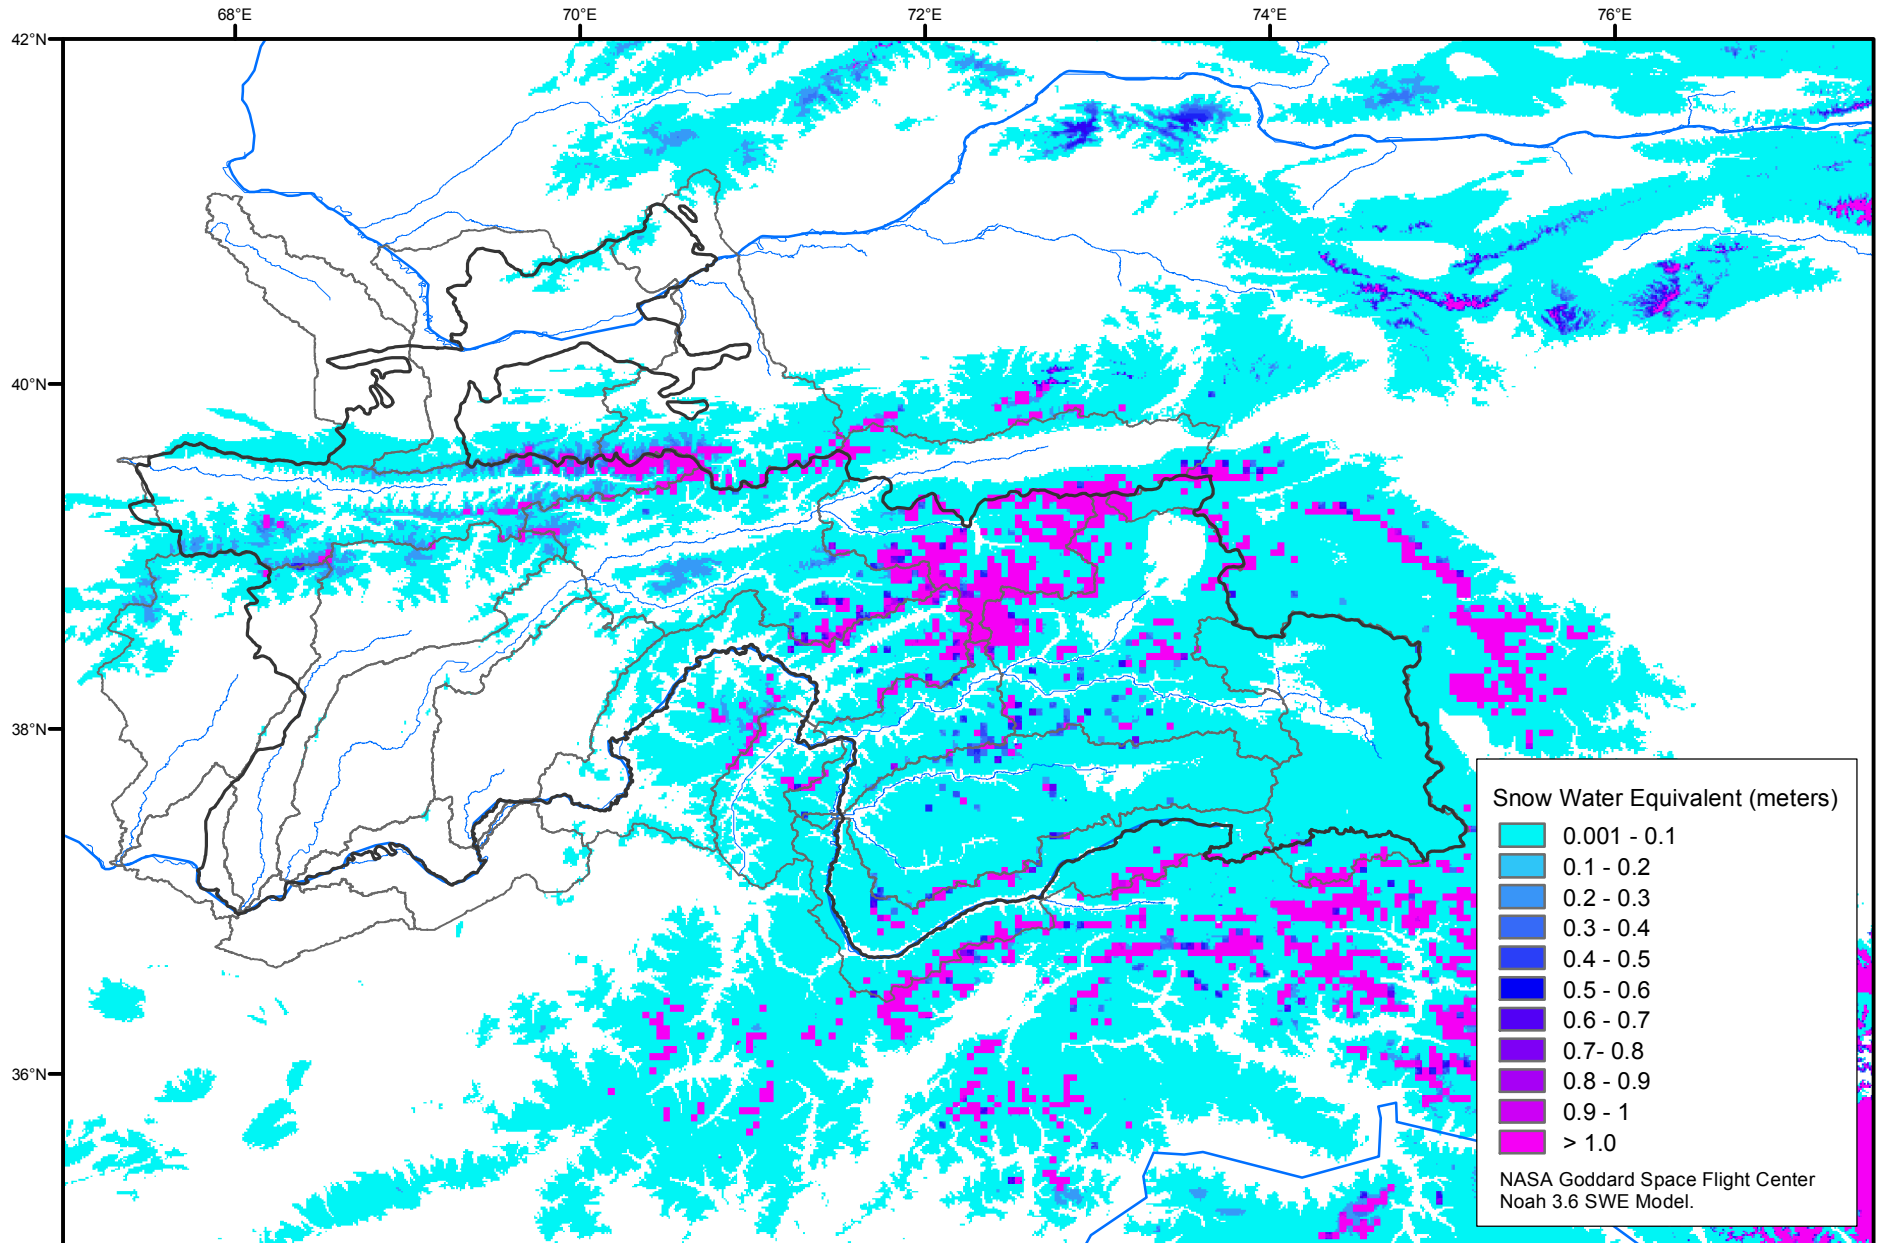 68°E
70°E
72°E
74°E
76°E
42°N
40°N
38°N
36°N
Snow Water Equivalent (meters)
0.001 - 0.1
0.1 - 0.2
0.2 - 0.3
0.3 - 0.4
0.4 - 0.5
0.5 - 0.6
0.6 - 0.7
0.7- 0.8
0.8 - 0.9
0.9 - 1
> 1.0
NASA Goddard Space Flight Center
Noah 3.6 SWE Model.